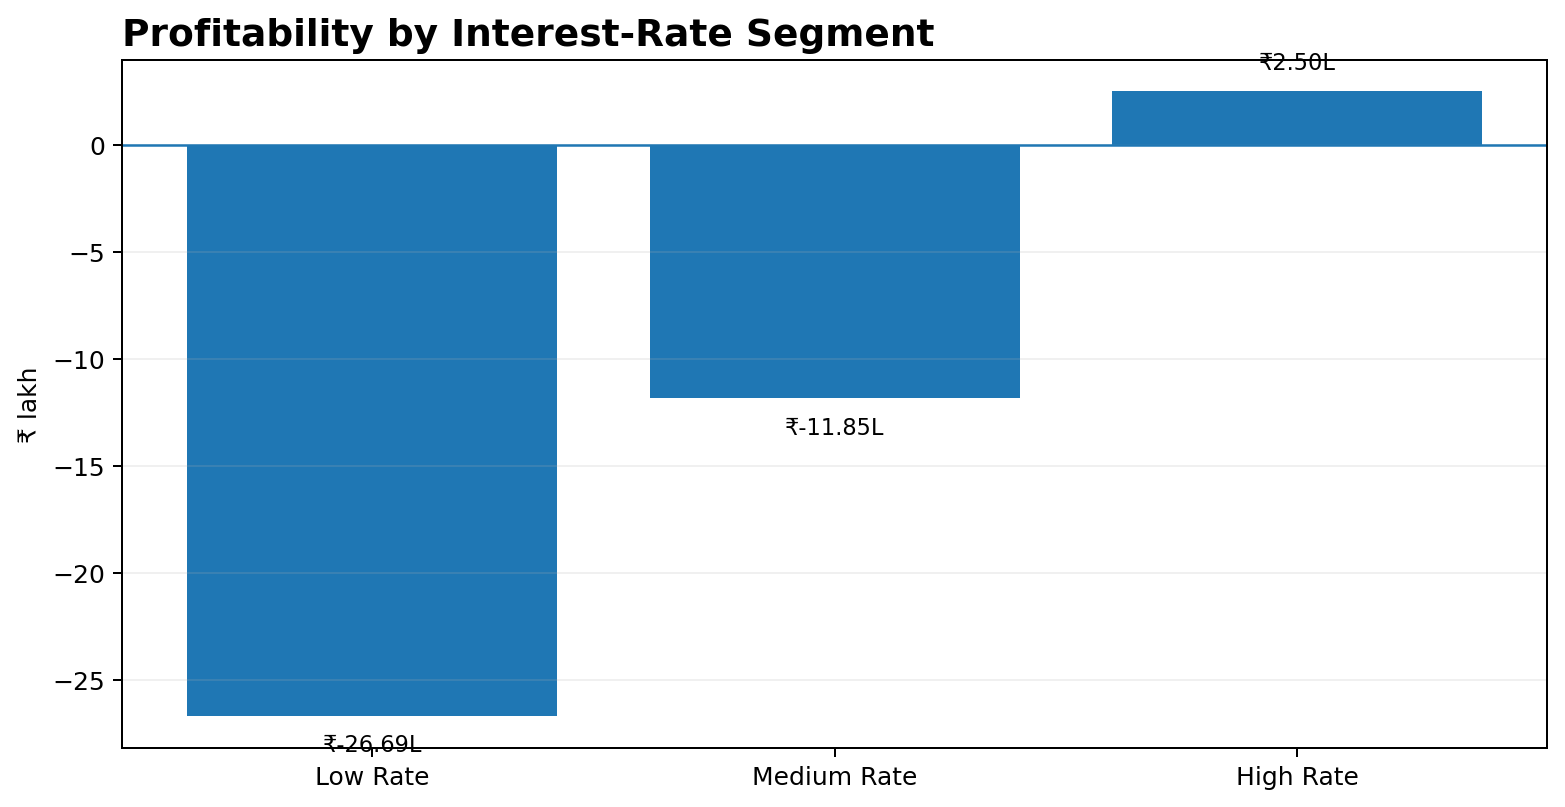 Profitability by Interest-Rate Segment
₹2.50L
0
−5
−10
₹ lakh
₹-11.85L
−15
−20
−25
₹-26.69L
Low Rate Medium Rate High Rate